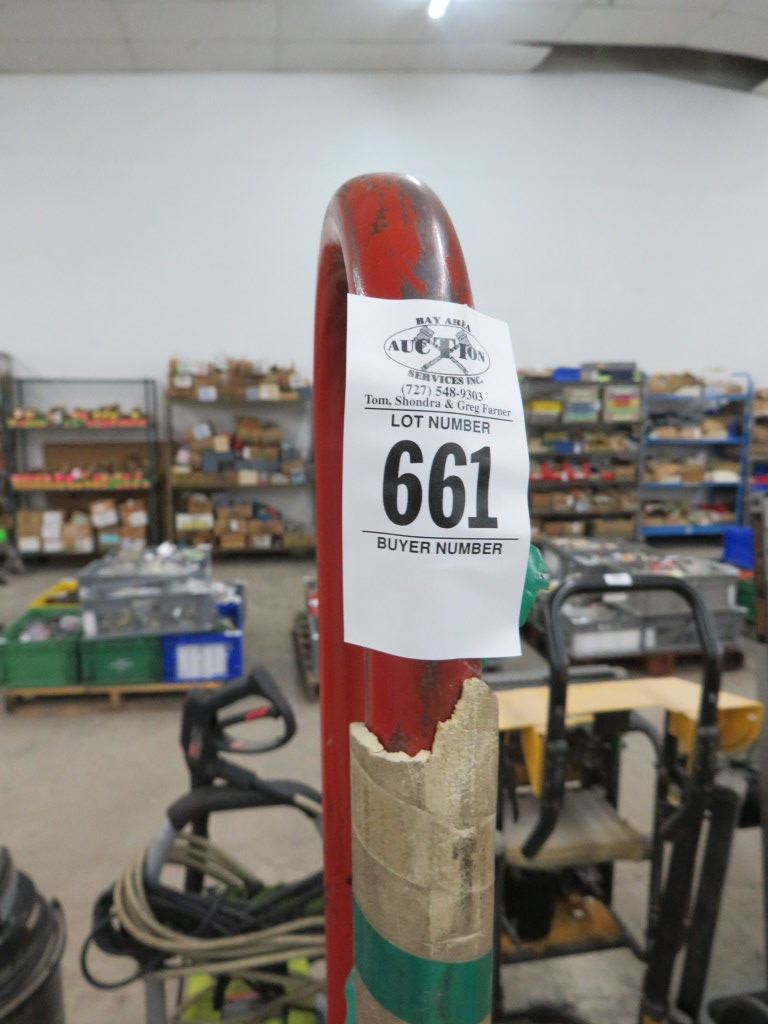 BAY AREA
AUCTION
SERVICES INC.
(727) 548-9303
Tom, Shondra & Greg Farner
LOT NUMBER
661
BUYER NUMBER